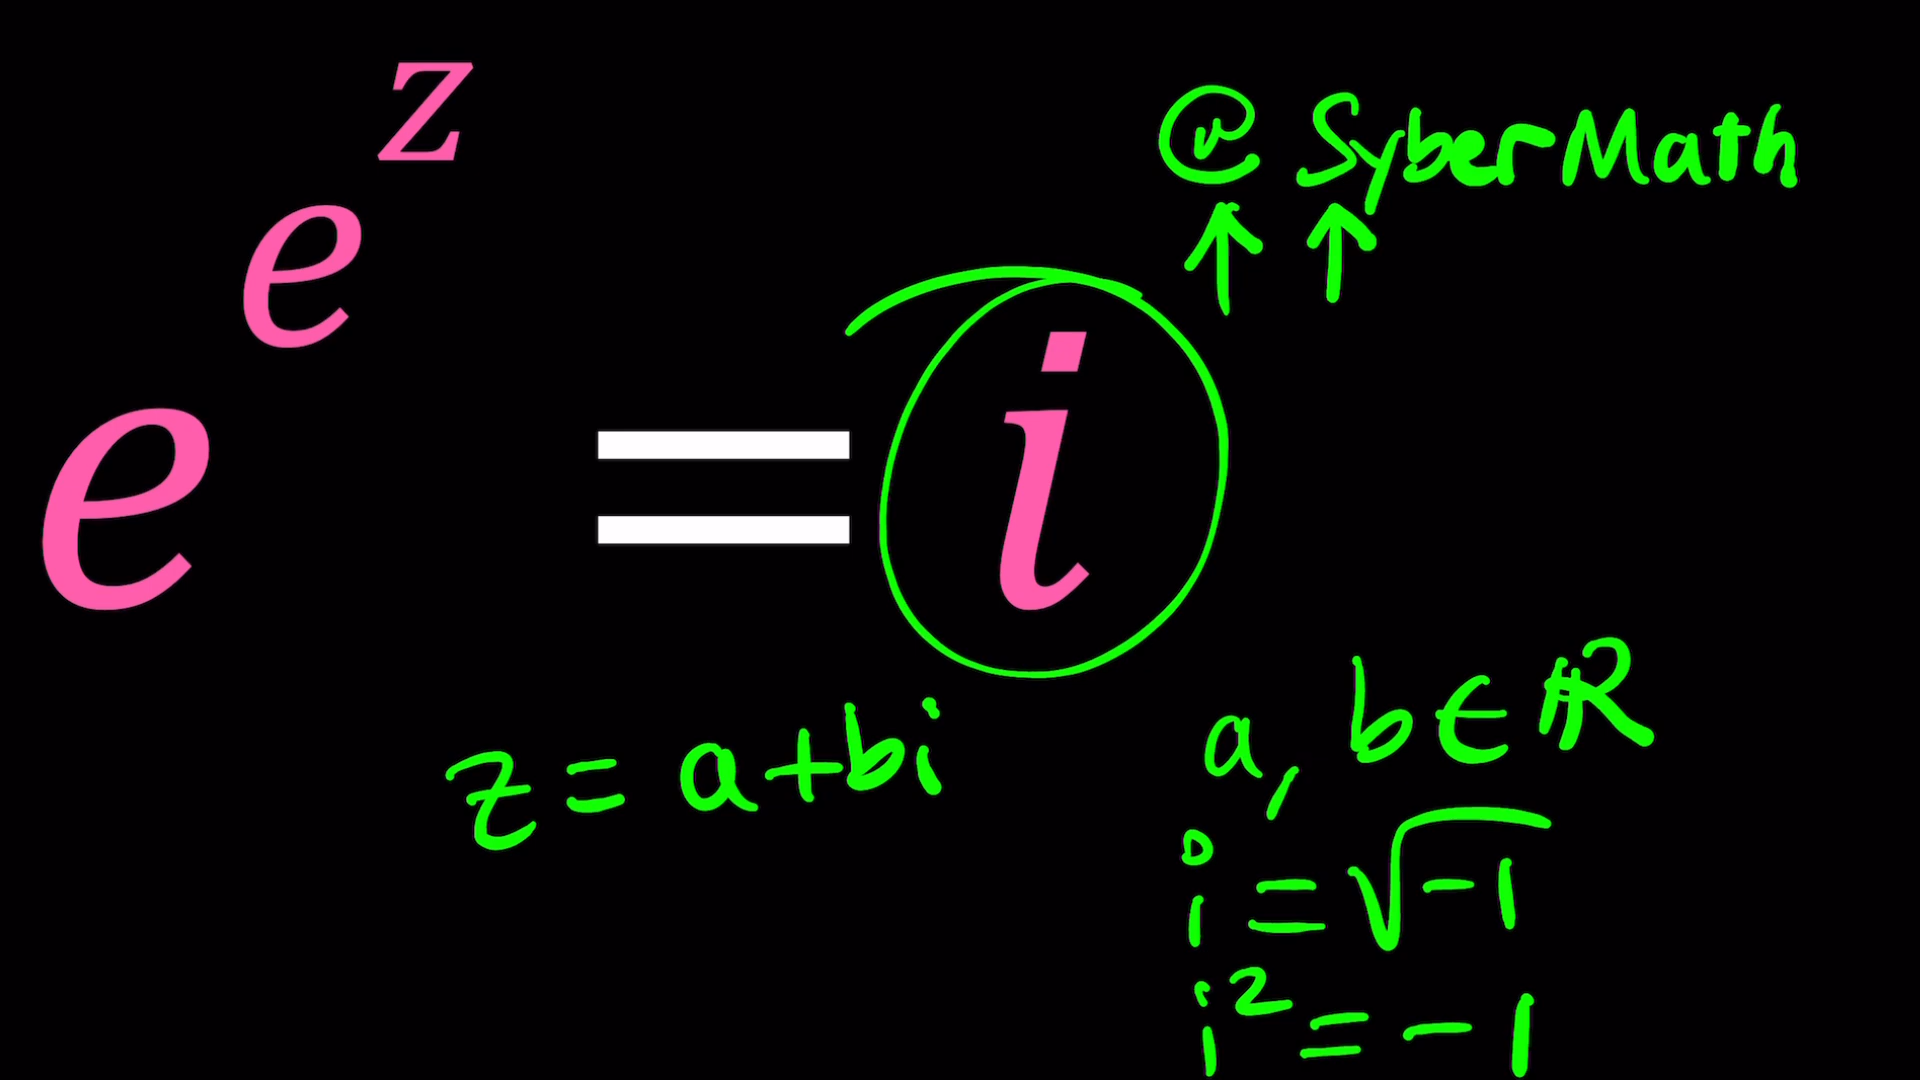 e^{e^z} = i
@SyberMath
z = a+bi
a, b ∈ ℝ
i = √-1
i² = -1